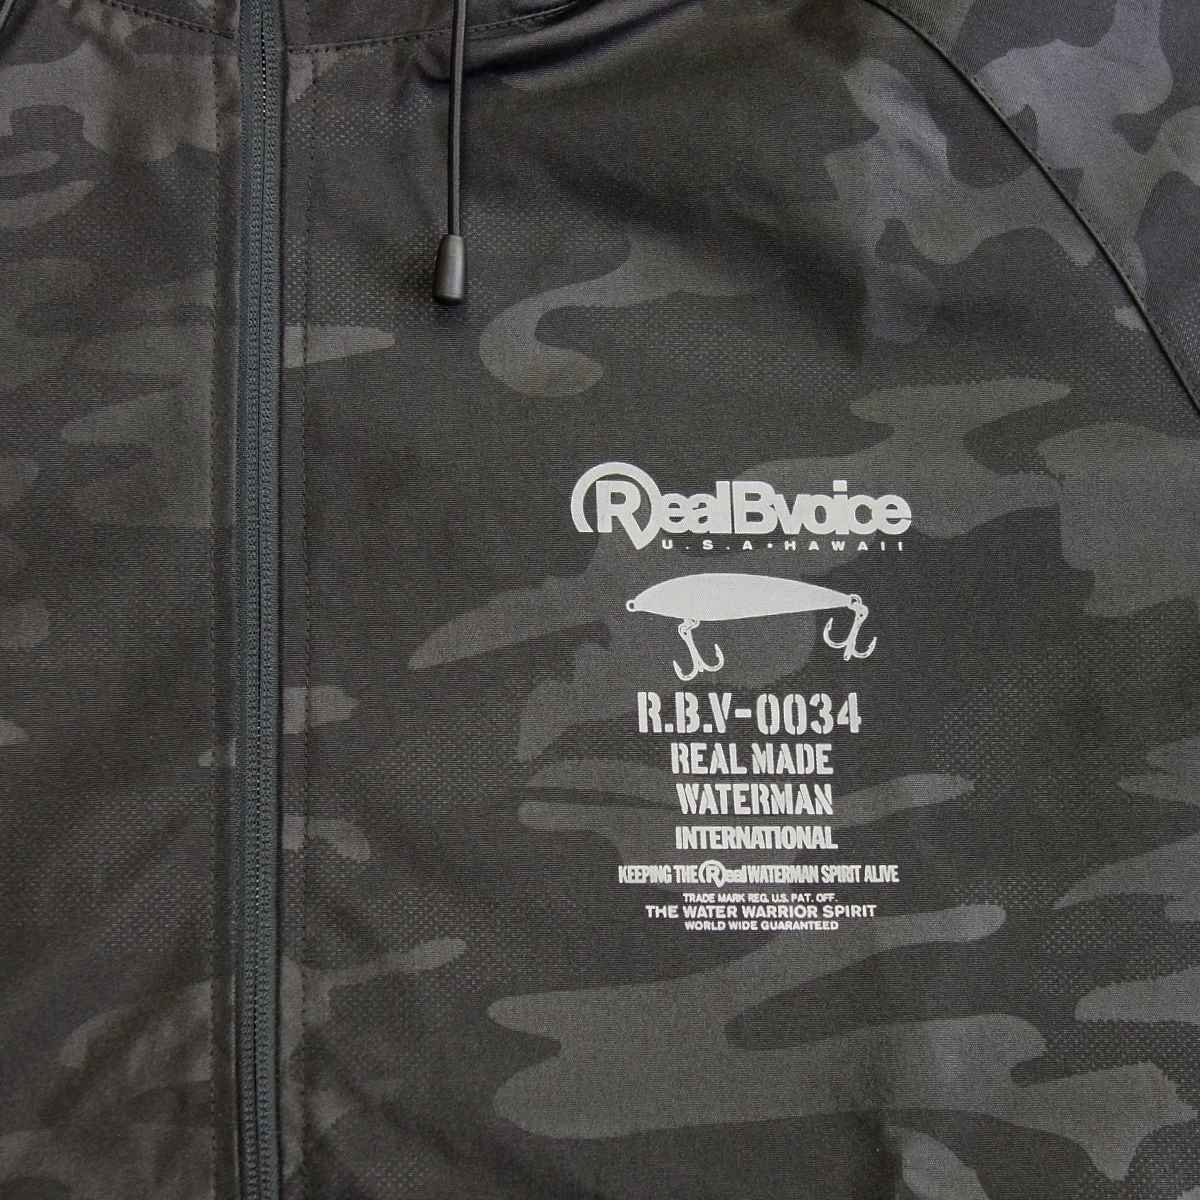 RealBvoice
U.S.A•HAWAII
R.B.V-0034
REAL MADE
WATERMAN
INTERNATIONAL
KEEPING THE Real WATERMAN SPIRIT ALIVE
TRADE MARK REG. U.S. PAT. OFF.
THE WATER WARRIOR SPIRIT
WORLD WIDE GUARANTEED